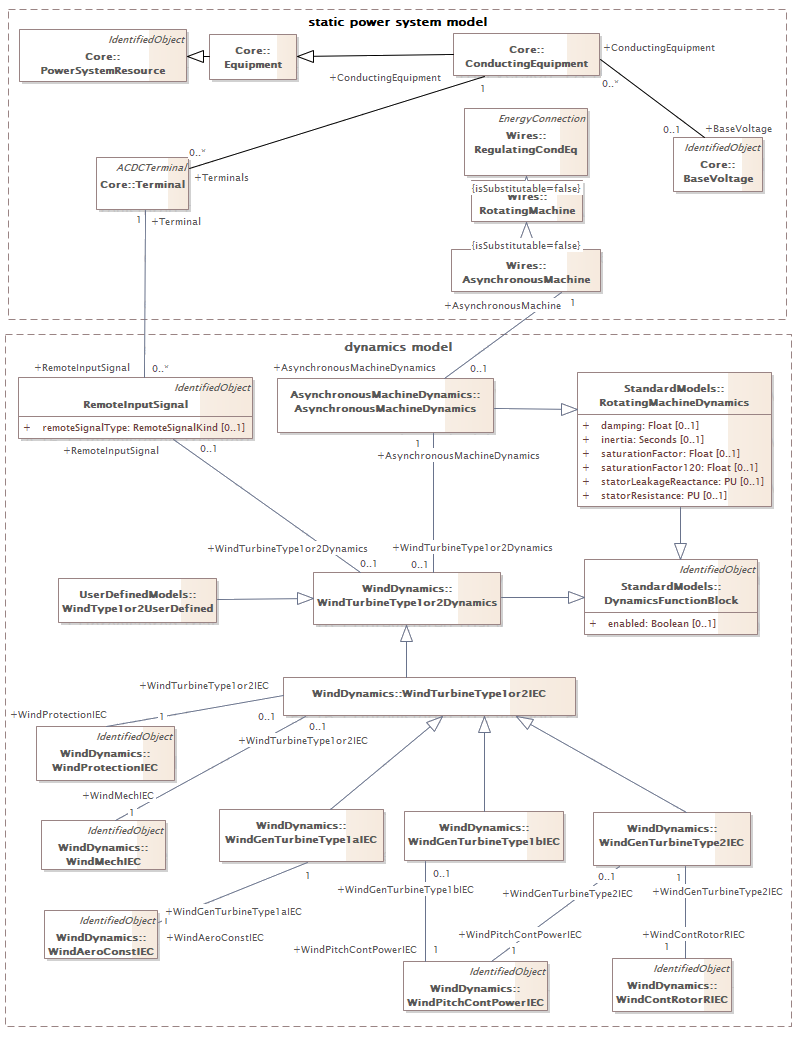 static power system model
IdentifiedObject
Core::
PowerSystemResource
Core::
Equipment
Core::
ConductingEquipment
+ConductingEquipment
+ConductingEquipment
1
0..*
EnergyConnection
Wires::
RegulatingCondEq
0..1
+BaseVoltage
IdentifiedObject
Core::
BaseVoltage
0..*
+Terminals
ACDCTerminal
Core::Terminal
{isSubstitutable=false}
Wires::
RotatingMachine
1
+Terminal
{isSubstitutable=false}
Wires::
AsynchronousMachine
+AsynchronousMachine
1
dynamics model
+RemoteInputSignal
0..*
+AsynchronousMachineDynamics
0..1
IdentifiedObject
RemoteInputSignal
+ remoteSignalType: RemoteSignalKind [0..1]
AsynchronousMachineDynamics::
AsynchronousMachineDynamics
StandardModels::
RotatingMachineDynamics
+ damping: Float [0..1]
+ inertia: Seconds [0..1]
+ saturationFactor: Float [0..1]
+ saturationFactor120: Float [0..1]
+ statorLeakageReactance: PU [0..1]
+ statorResistance: PU [0..1]
+RemoteInputSignal
0..1
1
+AsynchronousMachineDynamics
+WindTurbineType1or2Dynamics
0..1
+WindTurbineType1or2Dynamics
0..1
UserDefinedModels::
WindType1or2UserDefined
WindDynamics::
WindTurbineType1or2Dynamics
IdentifiedObject
StandardModels::
DynamicsFunctionBlock
+ enabled: Boolean [0..1]
+WindTurbineType1or2IEC
WindDynamics::WindTurbineType1or2IEC
+WindProtectionIEC
1
0..1
0..1
+WindTurbineType1or2IEC
IdentifiedObject
WindDynamics::
WindProtectionIEC
+WindMechIEC
1
IdentifiedObject
WindDynamics::
WindMechIEC
WindDynamics::
WindGenTurbineType1aIEC
WindDynamics::
WindGenTurbineType1bIEC
WindDynamics::
WindGenTurbineType2IEC
1
0..1
0..1
1
+WindGenTurbineType1bIEC
+WindGenTurbineType2IEC
+WindGenTurbineType2IEC
+WindGenTurbineType1aIEC
1
+WindAeroConstIEC
IdentifiedObject
WindDynamics::
WindAeroConstIEC
+WindPitchContPowerIEC
1
+WindPitchContPowerIEC
1
+WindContRotorRIEC
1
IdentifiedObject
WindDynamics::
WindPitchContPowerIEC
IdentifiedObject
WindDynamics::
WindContRotorRIEC